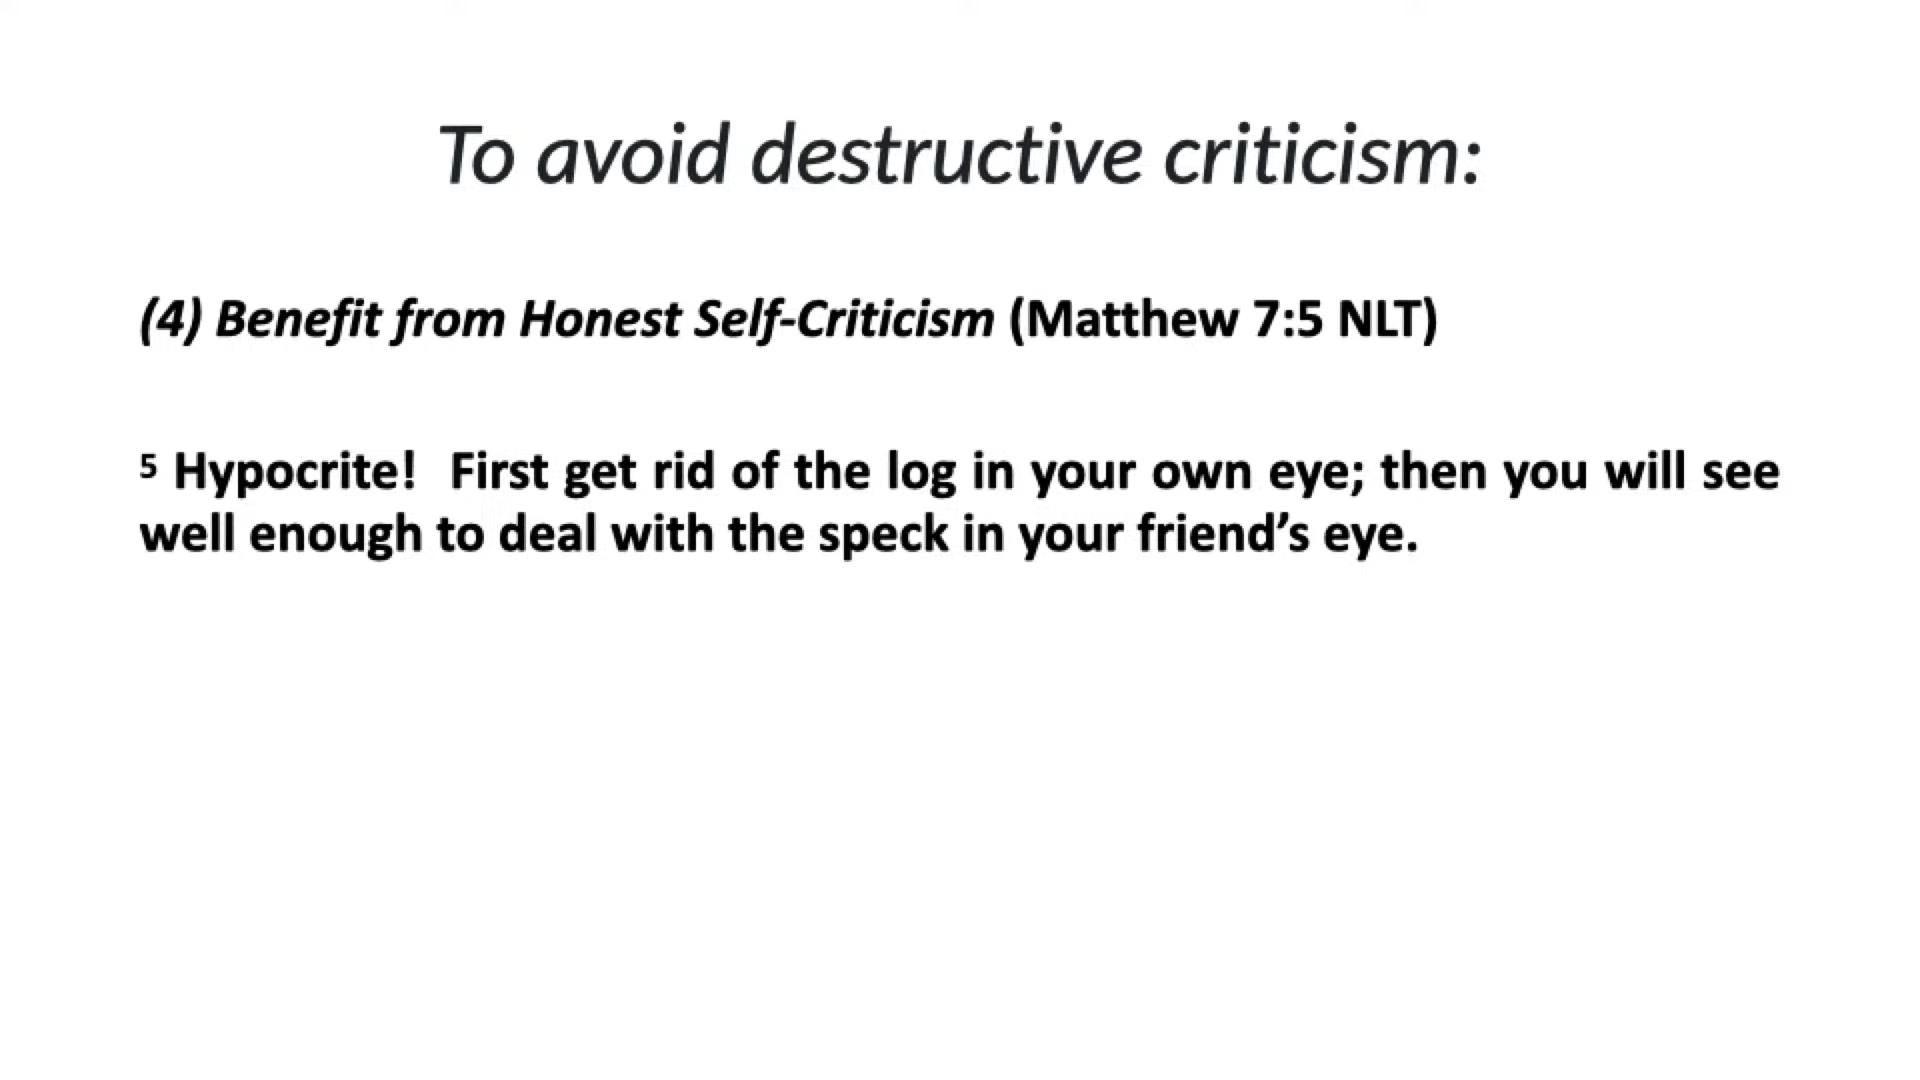 To avoid destructive criticism:
(4) Benefit from Honest Self-Criticism (Matthew 7:5 NLT)
⁵ Hypocrite!  First get rid of the log in your own eye; then you will see
well enough to deal with the speck in your friend’s eye.